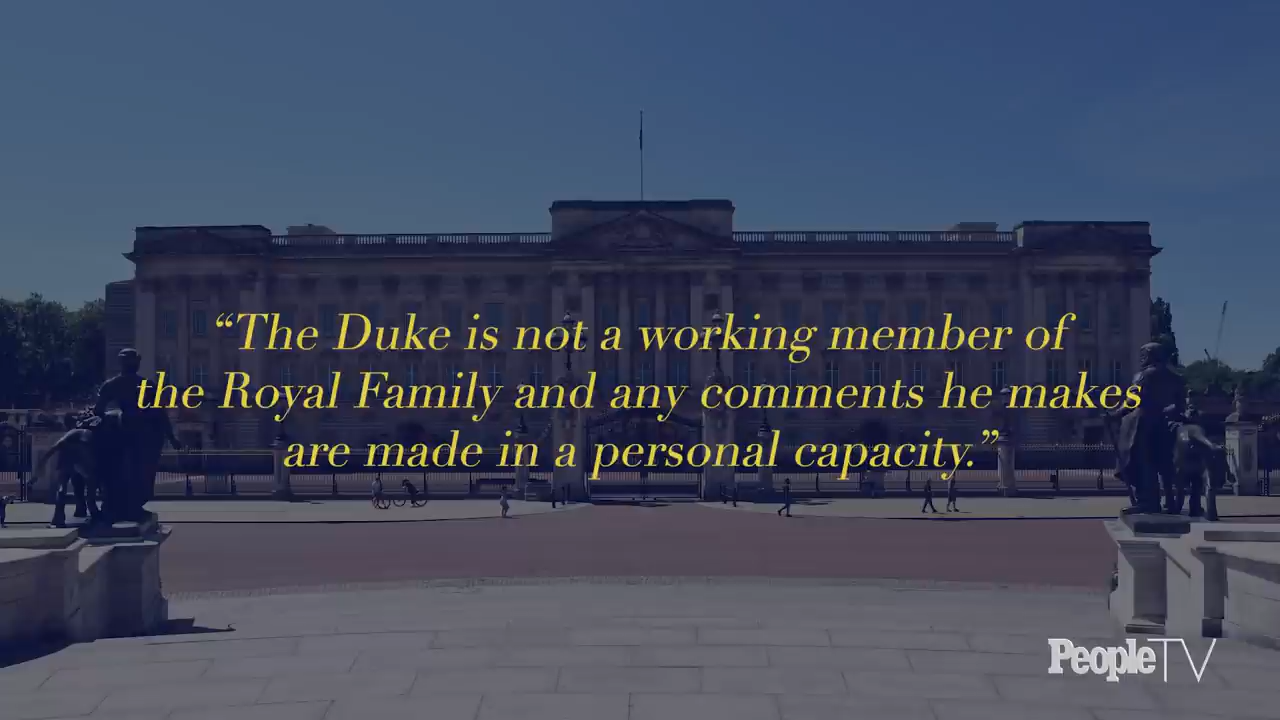 “The Duke is not a working member of
the Royal Family and any comments he makes
are made in a personal capacity.”
PeopleTV